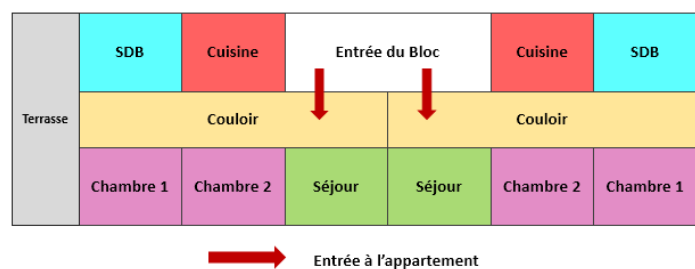 SDB
Cuisine
Entrée du Bloc
Cuisine
SDB
Terrasse
Couloir
Couloir
Chambre 1
Chambre 2
Séjour
Séjour
Chambre 2
Chambre 1
Entrée à l’appartement